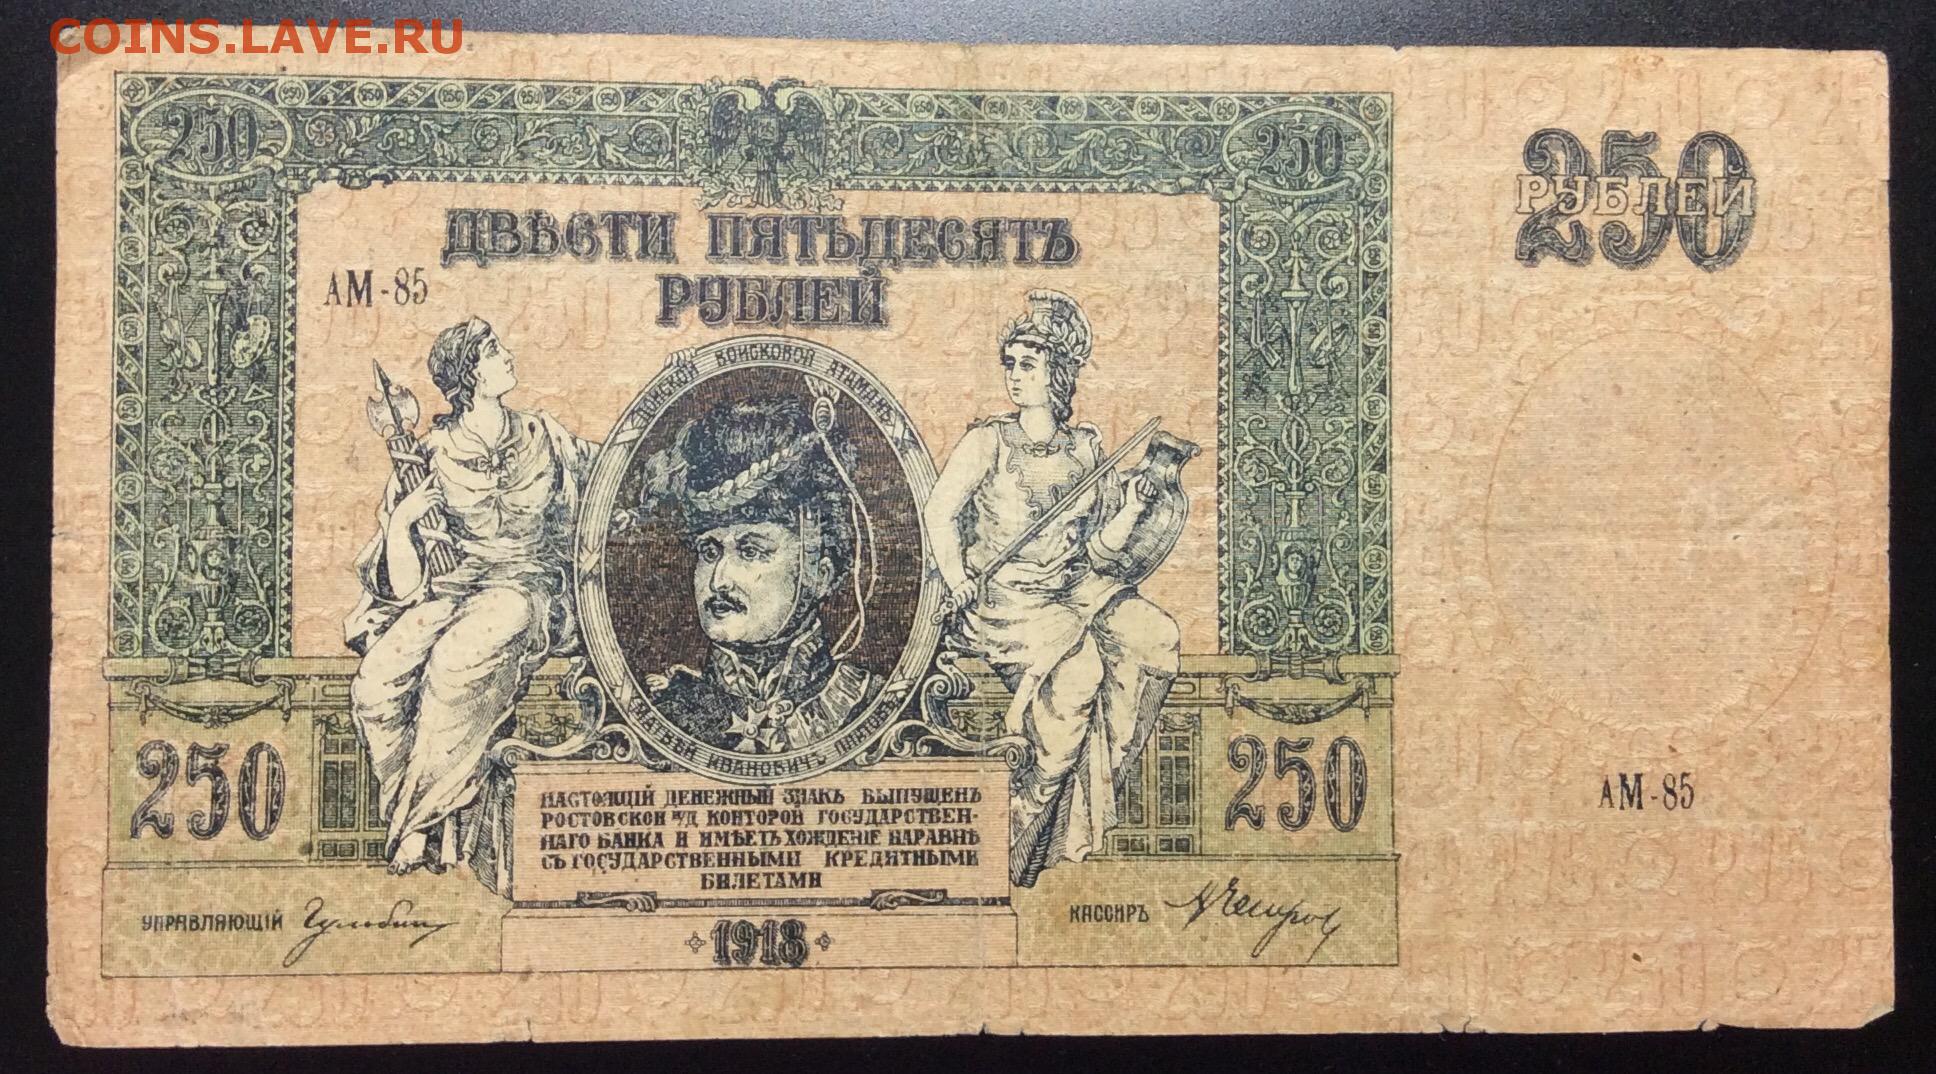 COINS.LAVE.RU
250 250
ДВѢСТИ ПЯТЬДЕСЯТЪ
РУБЛЕЙ
250
РУБЛЕЙ
АМ-85
ДОНСКОЙ ВОЙСКОВОЙ АТАМАНЪ
МАТВѢЙ ИВАНОВИЧЪ ПЛАТОВЪ
250 250
АМ-85
НАСТОЯЩІЙ ДЕНЕЖНЫЙ ЗНАКЪ ВЫПУЩЕНЪ
РОСТОВСКОЙ Н/Д КОНТОРОЙ ГОСУДАРСТВЕН-
НАГО БАНКА И ИМѢЕТЪ ХОЖДЕНІЕ НАРАВНѢ
СЪ ГОСУДАРСТВЕННЫМИ КРЕДИТНЫМИ
БИЛЕТАМИ
УПРАВЛЯЮЩІЙ
1918
КАССИРЪ